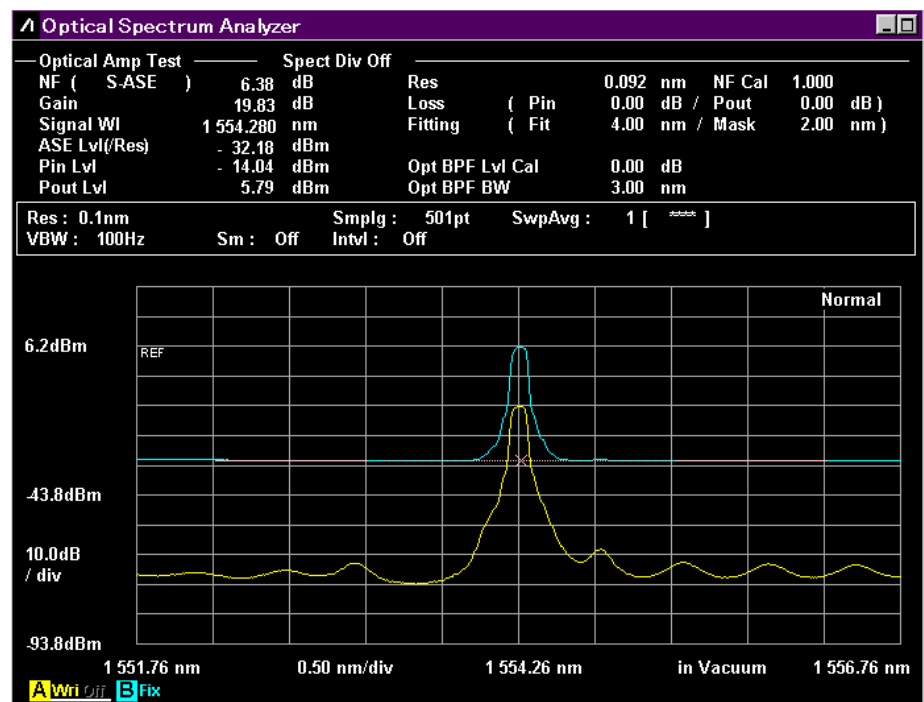 Optical Spectrum Analyzer
Optical Amp Test Spect Div Off
NF ( S-ASE ) 6.38 dB Res 0.092 nm NF Cal 1.000
Gain 19.83 dB Loss ( Pin 0.00 dB / Pout 0.00 dB )
Signal Wl 1 554.280 nm Fitting ( Fit 4.00 nm / Mask 2.00 nm )
ASE Lvl(/Res) - 32.18 dBm
Pin Lvl - 14.04 dBm Opt BPF Lvl Cal 0.00 dB
Pout Lvl 5.79 dBm Opt BPF BW 3.00 nm
Res : 0.1nm Smplg : 501pt SwpAvg : 1 [ **** ]
VBW : 100Hz Sm : Off Intvl : Off
Normal
6.2dBm
REF
-43.8dBm
10.0dB
/ div
-93.8dBm
1 551.76 nm 0.50 nm/div 1 554.26 nm in Vacuum 1 556.76 nm
A Wri Off B Fix